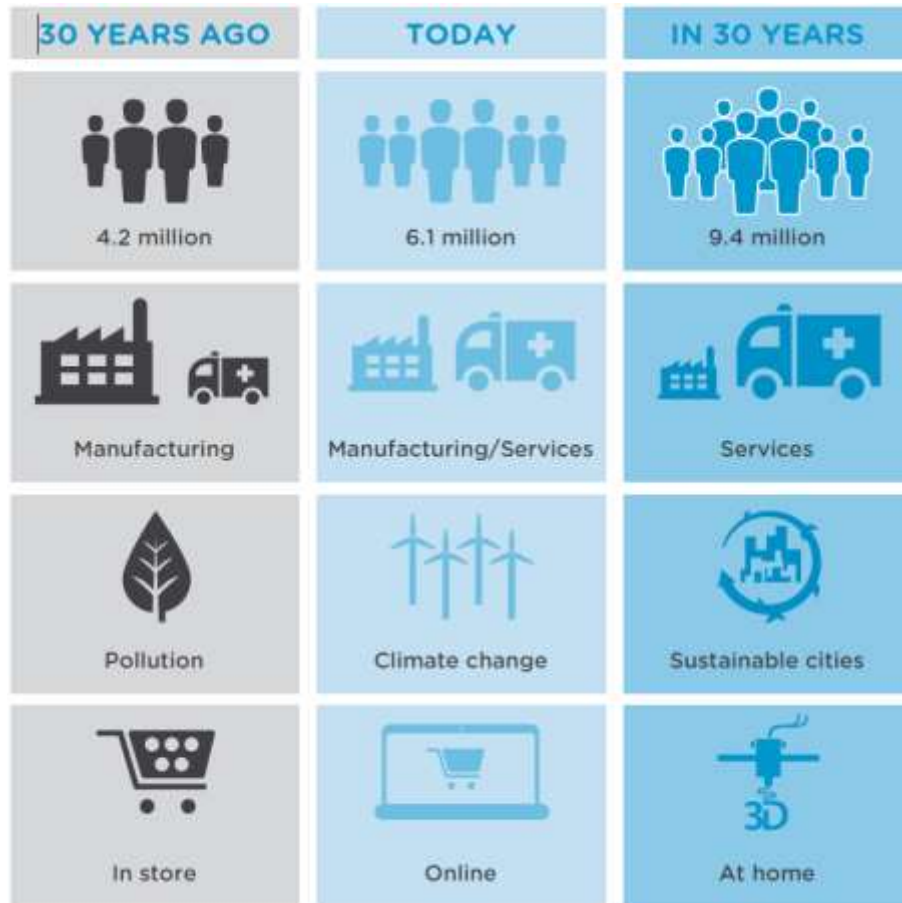 30 YEARS AGO
TODAY
IN 30 YEARS
4.2 million
6.1 million
9.4 million
Manufacturing
Manufacturing/Services
Services
Pollution
Climate change
Sustainable cities
3D
In store
Online
At home